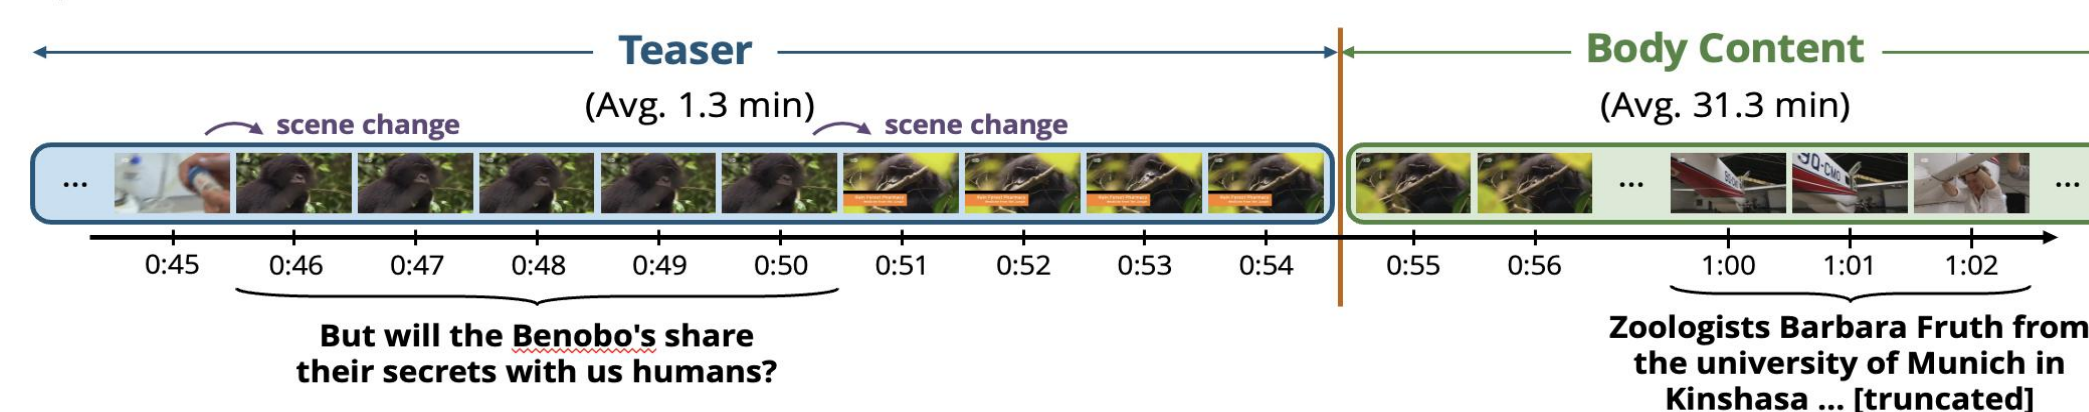 Teaser
Body Content
(Avg. 1.3 min)
(Avg. 31.3 min)
scene change
scene change
...
...
...
0:45
0:46
0:47
0:48
0:49
0:50
0:51
0:52
0:53
0:54
0:55
0:56
1:00
1:01
1:02
But will the Benobo's share
their secrets with us humans?
Zoologists Barbara Fruth from
the university of Munich in
Kinshasa ... [truncated]